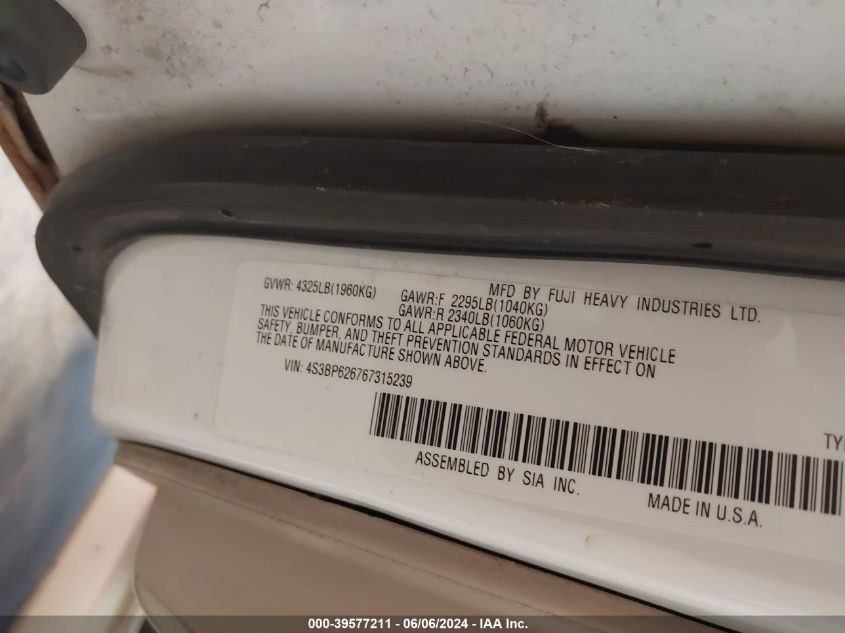 MFD BY FUJI HEAVY INDUSTRIES LTD.
GVWR: 4325LB(1960KG)
GAWR:F 2295LB(1040KG)
GAWR:R 2340LB(1060KG)
THIS VEHICLE CONFORMS TO ALL APPLICABLE FEDERAL MOTOR VEHICLE
SAFETY, BUMPER, AND THEFT PREVENTION STANDARDS IN EFFECT ON
THE DATE OF MANUFACTURE SHOWN ABOVE.
VIN: 4S3BP626767315239
ASSEMBLED BY SIA INC.
MADE IN U.S.A.
000-39577211 - 06/06/2024 - IAA Inc.